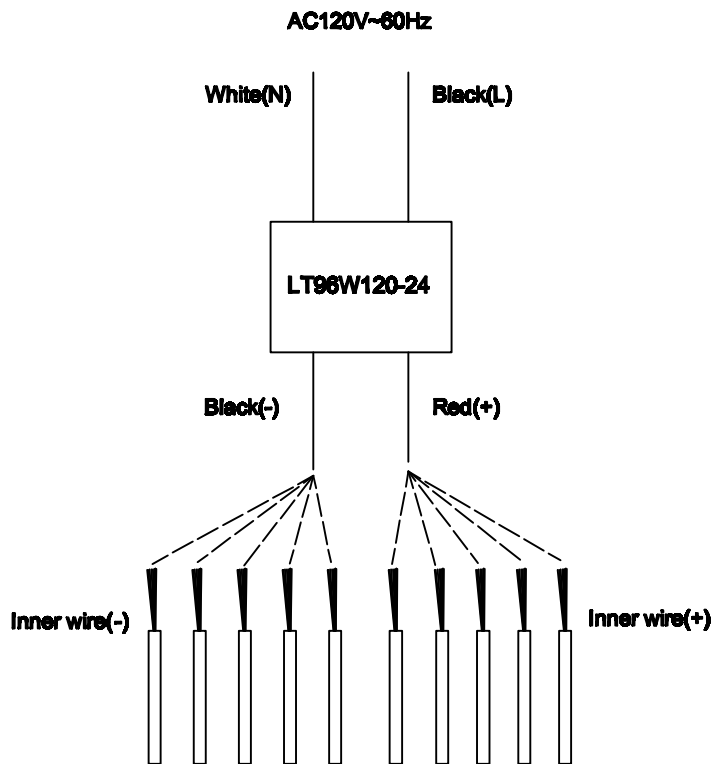 AC120V~60Hz
White(N) Black(L)
LT96W120-24
Black(-) Red(+)
Inner wire(-) Inner wire(+)